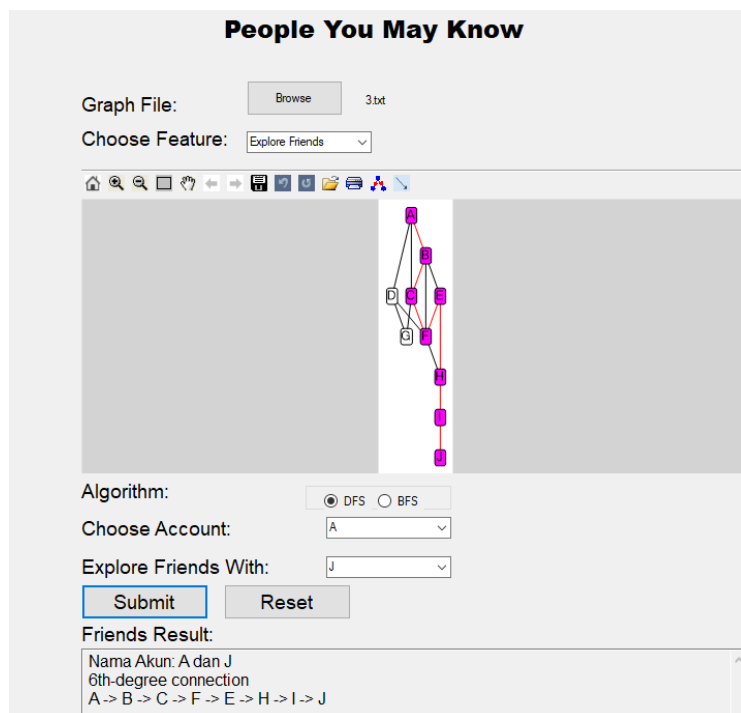 People You May Know
Graph File: Browse 3.txt
Choose Feature: Explore Friends
A
B
D C E
G F
H
I
J
Algorithm: DFS BFS
Choose Account: A
Explore Friends With: J
Submit Reset
Friends Result:
Nama Akun: A dan J
6th-degree connection
A -> B -> C -> F -> E -> H -> I -> J